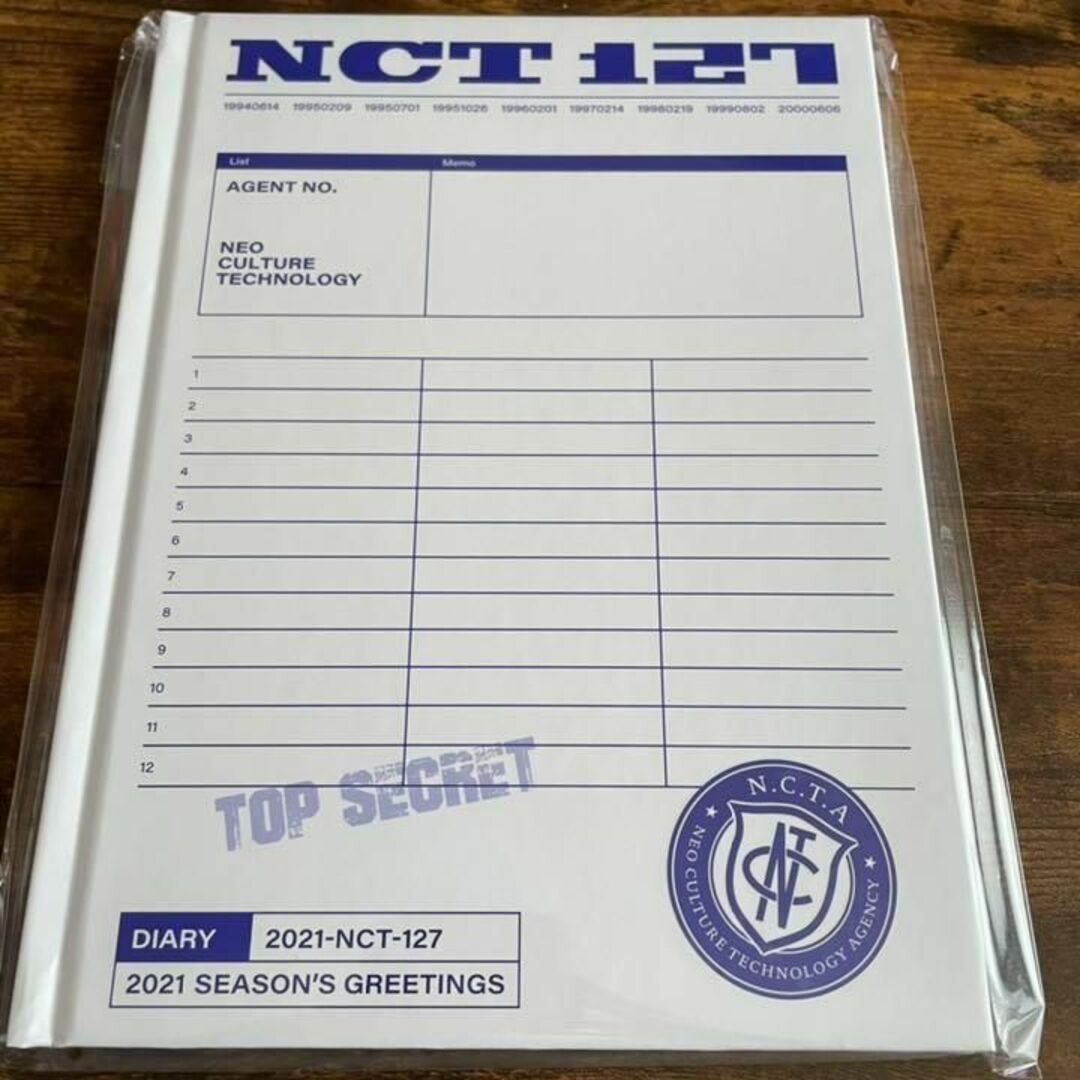 NCT 127
19940614 19950209 19950701 19951026 19960201 19970214 19980219 19990802 20000606
List Memo
AGENT NO.
NEO
CULTURE
TECHNOLOGY
1
2
3
4
5
6
7
8
9
10
11
12
TOP SECRET
N.C.T.A
NCT
NEO CULTURE TECHNOLOGY AGENCY
DIARY 2021-NCT-127
2021 SEASON'S GREETINGS